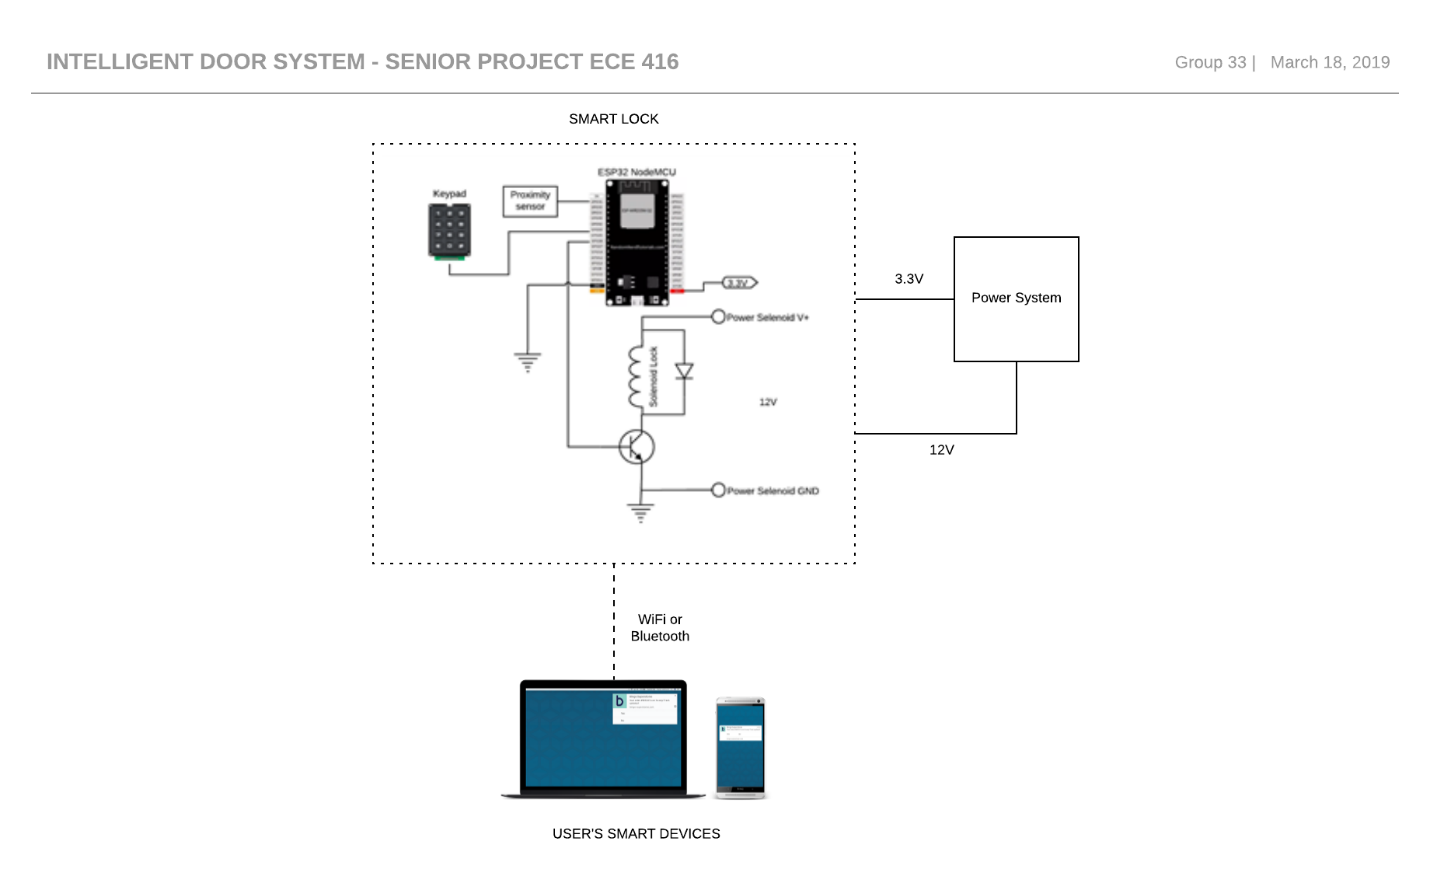 INTELLIGENT DOOR SYSTEM - SENIOR PROJECT ECE 416
Group 33 | March 18, 2019
SMART LOCK
ESP32 NodeMCU
Keypad
Proximity
sensor
3.3V
Power Selenoid V+
Solenoid Lock
12V
Power Selenoid GND
3.3V
Power System
12V
WiFi or
Bluetooth
b
USER'S SMART DEVICES